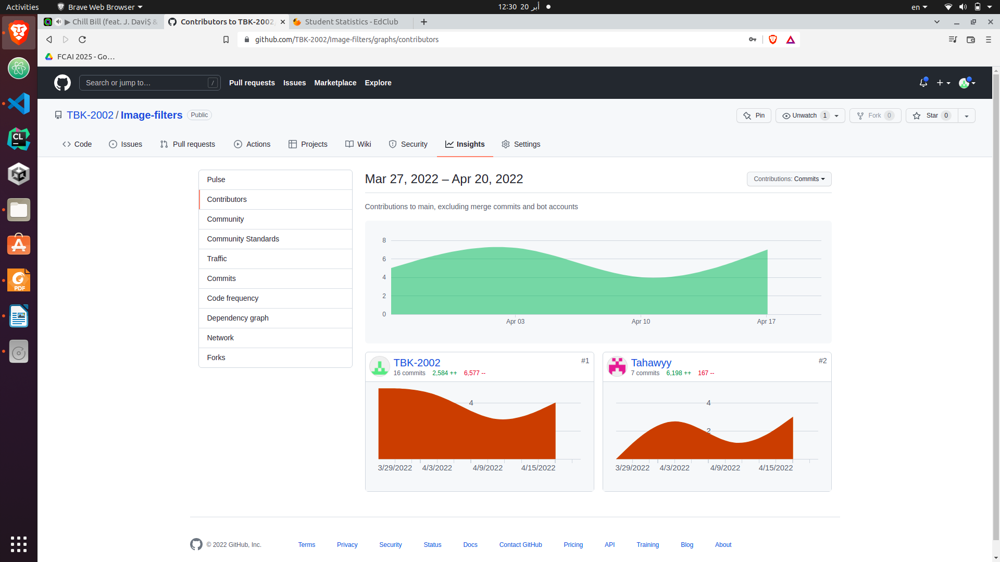 Activities
Brave Web Browser
12:30 20 أبر
en
Chill Bill (feat. J. Davi$ &
Contributors to TBK-2002
Student Statistics - EdClub
github.com/TBK-2002/Image-filters/graphs/contributors
FCAI 2025 - Go…
Search or jump to…
/
Pull requests
Issues
Marketplace
Explore
TBK-2002 / Image-filters
Public
Pin
Unwatch 1
Fork 0
Star 0
Code
Issues
Pull requests
Actions
Projects
Wiki
Security
Insights
Settings
Pulse
Contributors
Community
Community Standards
Traffic
Commits
Code frequency
Dependency graph
Network
Forks
Mar 27, 2022 – Apr 20, 2022
Contributions: Commits
Contributions to main, excluding merge commits and bot accounts
8
6
4
2
0
Apr 03
Apr 10
Apr 17
TBK-2002
#1
16 commits 2,584 ++ 6,577 --
4
3/29/2022 4/3/2022 4/9/2022 4/15/2022
Tahawyy
#2
7 commits 6,198 ++ 167 --
4
2
3/29/2022 4/3/2022 4/9/2022 4/15/2022
CL
PDF
© 2022 GitHub, Inc.
Terms
Privacy
Security
Status
Docs
Contact GitHub
Pricing
API
Training
Blog
About